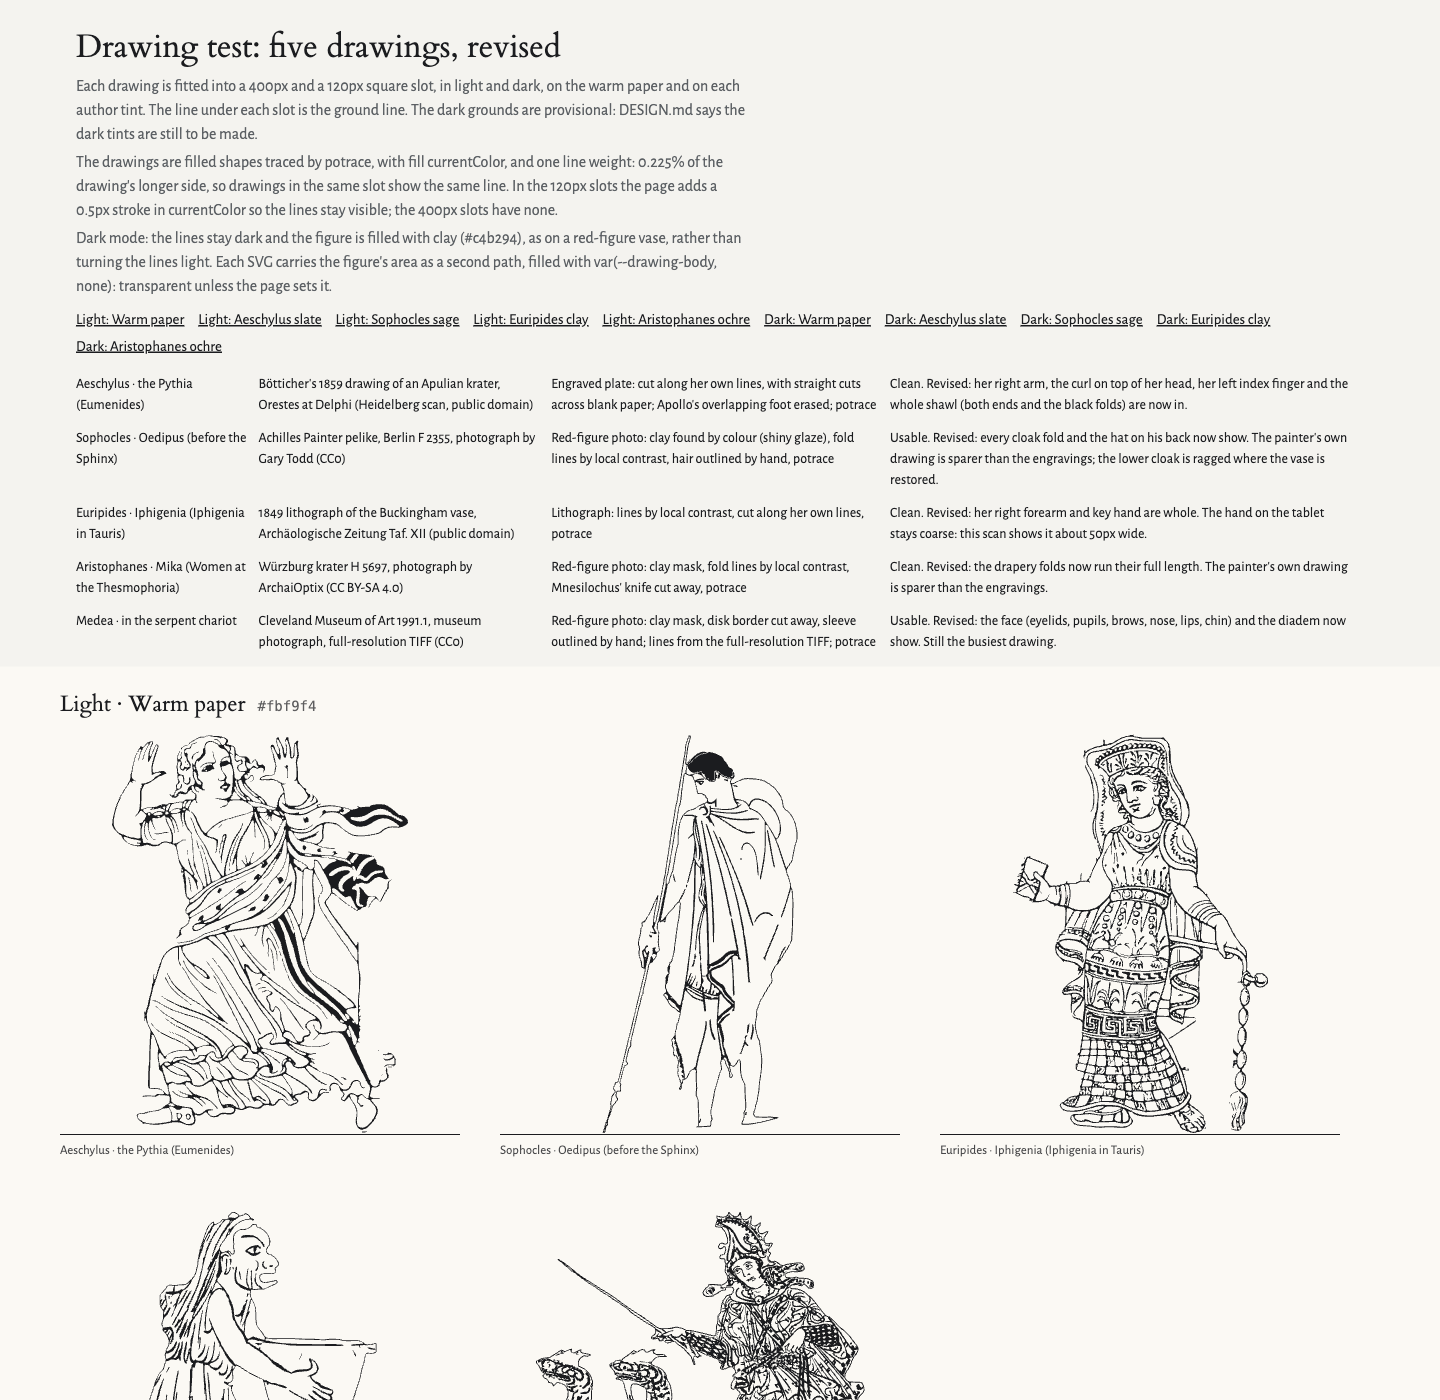 Drawing test: five drawings, revised
Each drawing is fitted into a 400px and a 120px square slot, in light and dark, on the warm paper and on each
author tint. The line under each slot is the ground line. The dark grounds are provisional: DESIGN.md says the
dark tints are still to be made.
The drawings are filled shapes traced by potrace, with fill currentColor, and one line weight: 0.225% of the
drawing's longer side, so drawings in the same slot show the same line. In the 120px slots the page adds a
0.5px stroke in currentColor so the lines stay visible; the 400px slots have none.
Dark mode: the lines stay dark and the figure is filled with clay (#c4b294), as on a red-figure vase, rather than
turning the lines light. Each SVG carries the figure's area as a second path, filled with var(--drawing-body,
none): transparent unless the page sets it.
Light: Warm paper Light: Aeschylus slate Light: Sophocles sage Light: Euripides clay Light: Aristophanes ochre Dark: Warm paper Dark: Aeschylus slate Dark: Sophocles sage Dark: Euripides clay
Dark: Aristophanes ochre
Aeschylus · the Pythia
(Eumenides)
Bötticher's 1859 drawing of an Apulian krater,
Orestes at Delphi (Heidelberg scan, public domain)
Engraved plate: cut along her own lines, with straight cuts
across blank paper; Apollo's overlapping foot erased; potrace
Clean. Revised: her right arm, the curl on top of her head, her left index finger and the
whole shawl (both ends and the black folds) are now in.
Sophocles · Oedipus (before the
Sphinx)
Achilles Painter pelike, Berlin F 2355, photograph by
Gary Todd (CC0)
Red-figure photo: clay found by colour (shiny glaze), fold
lines by local contrast, hair outlined by hand, potrace
Usable. Revised: every cloak fold and the hat on his back now show. The painter's own
drawing is sparer than the engravings; the lower cloak is ragged where the vase is
restored.
Euripides · Iphigenia (Iphigenia
in Tauris)
1849 lithograph of the Buckingham vase,
Archäologische Zeitung Taf. XII (public domain)
Lithograph: lines by local contrast, cut along her own lines,
potrace
Clean. Revised: her right forearm and key hand are whole. The hand on the tablet
stays coarse: this scan shows it about 50px wide.
Aristophanes · Mika (Women at
the Thesmophoria)
Würzburg krater H 5697, photograph by
ArchaiOptix (CC BY-SA 4.0)
Red-figure photo: clay mask, fold lines by local contrast,
Mnesilochus' knife cut away, potrace
Clean. Revised: the drapery folds now run their full length. The painter's own drawing
is sparer than the engravings.
Medea · in the serpent chariot
Cleveland Museum of Art 1991.1, museum
photograph, full-resolution TIFF (CC0)
Red-figure photo: clay mask, disk border cut away, sleeve
outlined by hand; lines from the full-resolution TIFF; potrace
Usable. Revised: the face (eyelids, pupils, brows, nose, lips, chin) and the diadem now
show. Still the busiest drawing.
Light · Warm paper #fbf9f4
Aeschylus · the Pythia (Eumenides)
Sophocles · Oedipus (before the Sphinx)
Euripides · Iphigenia (Iphigenia in Tauris)